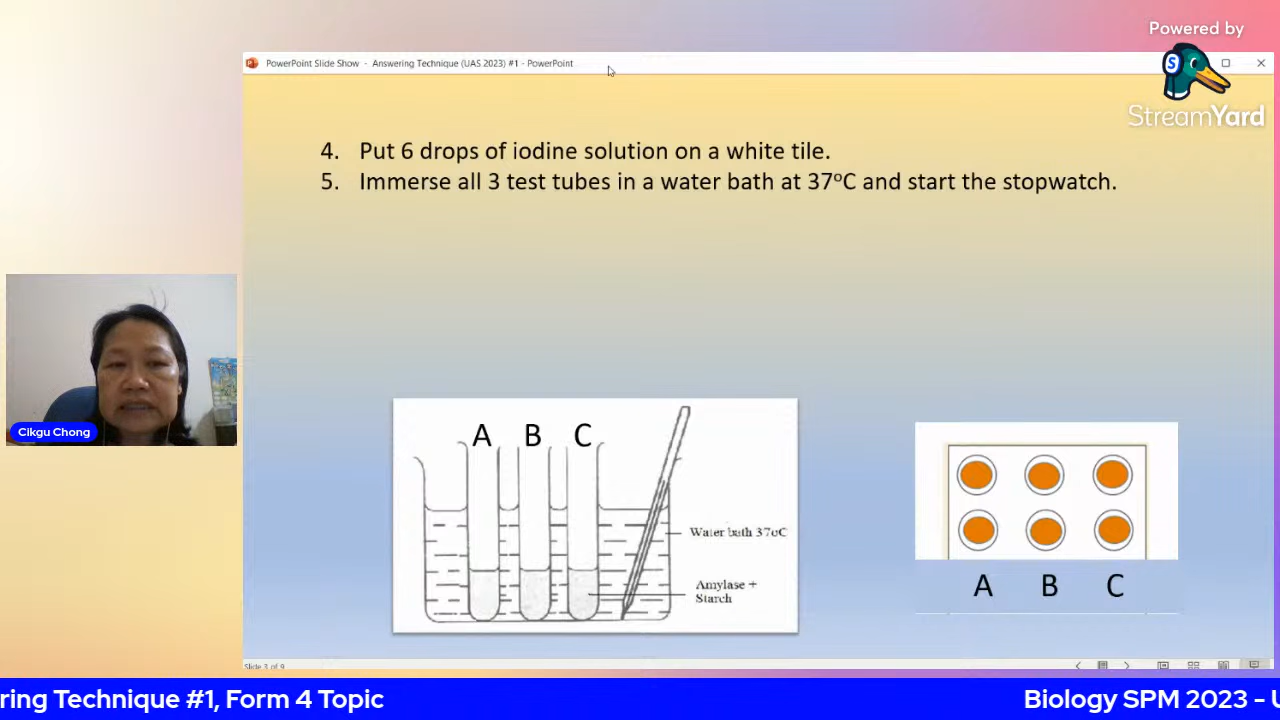 Powered by
StreamYard
PowerPoint Slide Show - Answering Technique (UAS 2023) #1 - PowerPoint
4. Put 6 drops of iodine solution on a white tile.
5. Immerse all 3 test tubes in a water bath at 37°C and start the stopwatch.
A B C
Water bath 37oC
Amylase +
Starch
A B C
Cikgu Chong
Slide 3 of 9
ring Technique #1, Form 4 Topic
Biology SPM 2023 - U